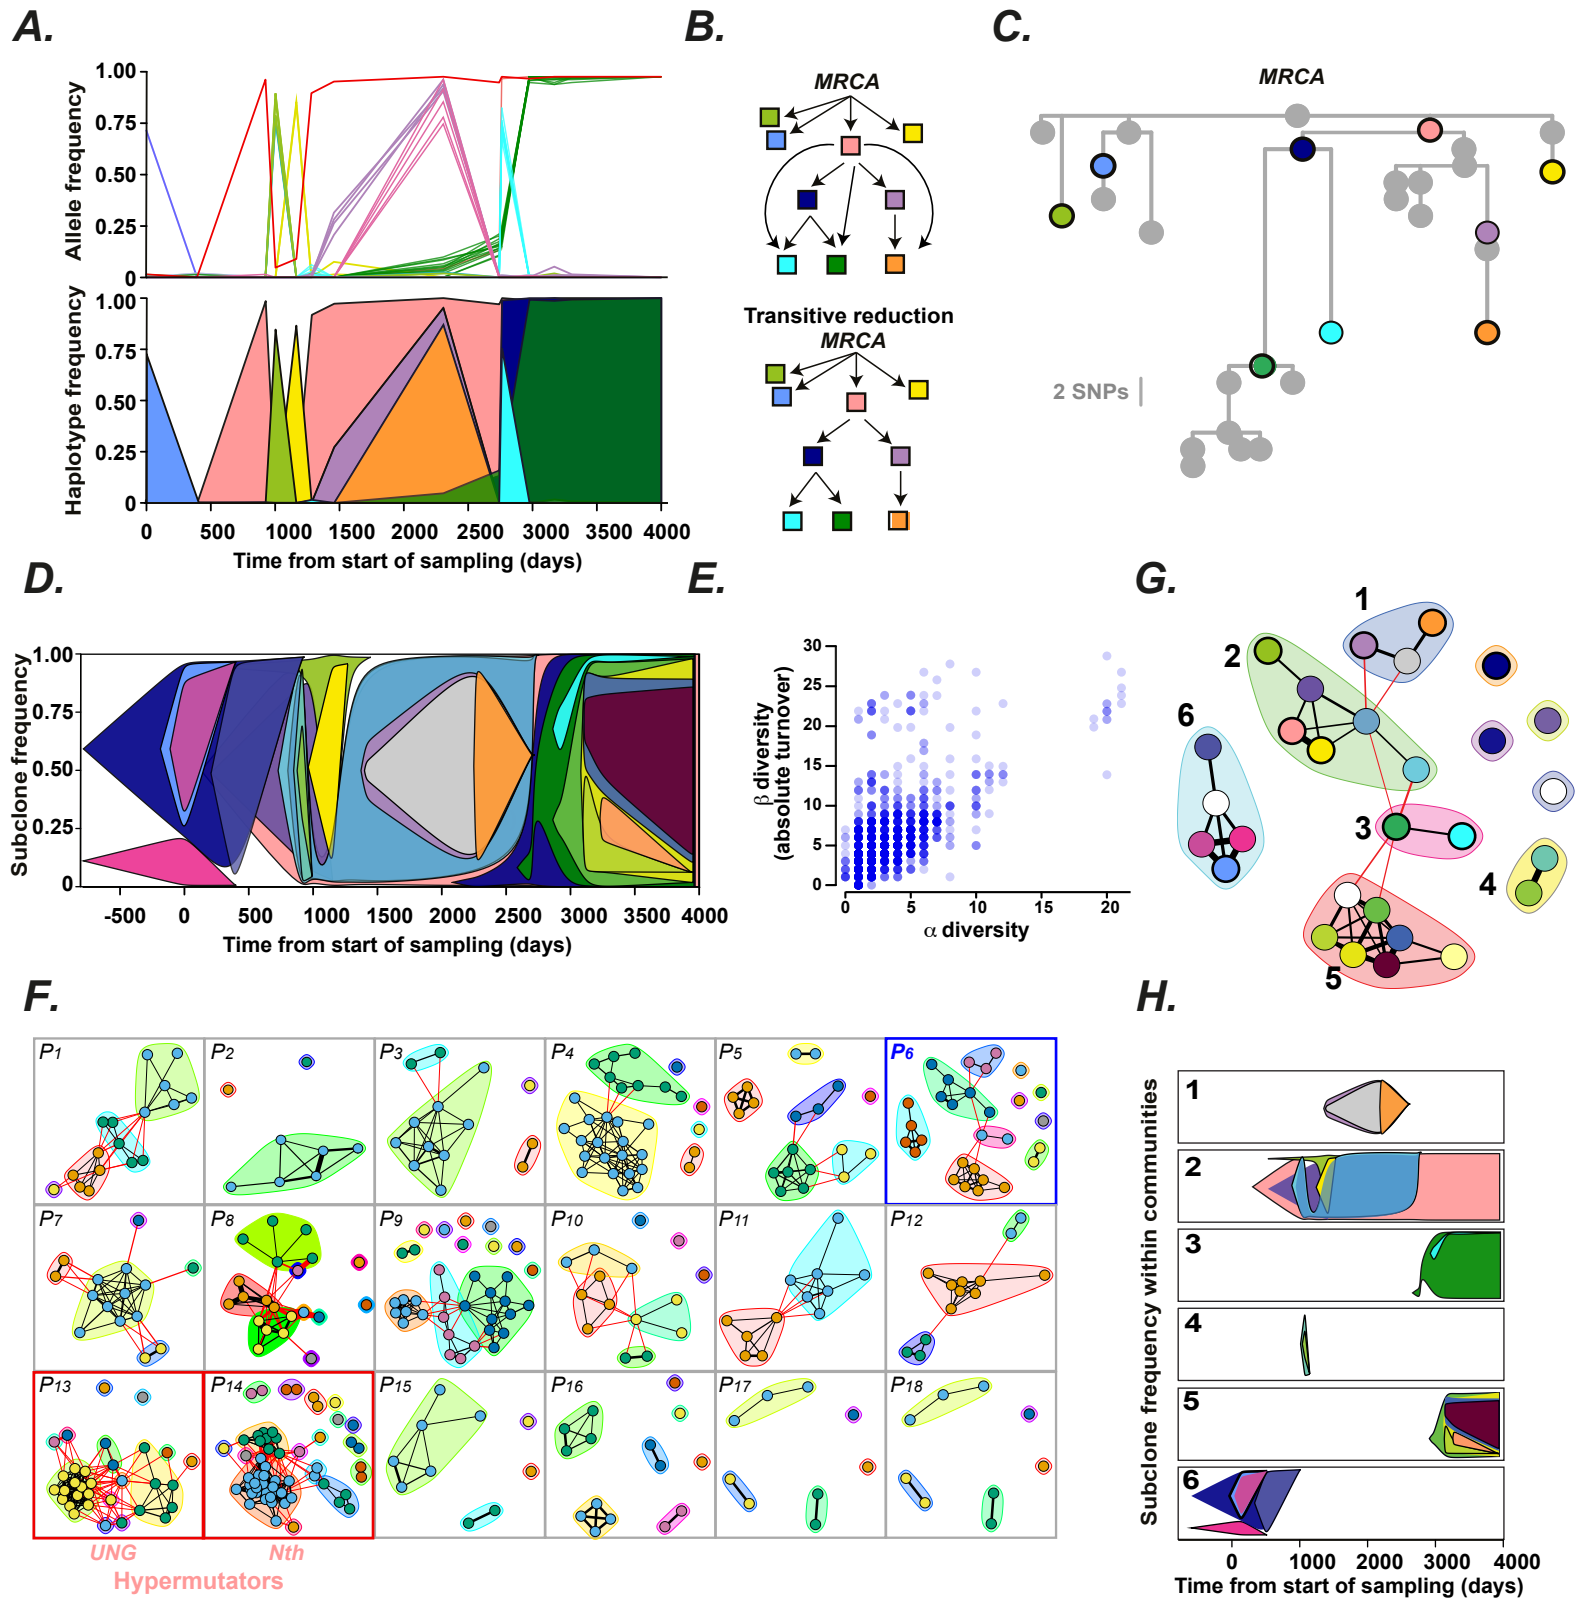 A.
Allele frequency
1.00
0.75
0.50
0.25
0
Haplotype frequency
1.00
0.75
0.50
0.25
0
0 500 1000 1500 2000 2500 3000 3500 4000
Time from start of sampling (days)
B.
MRCA
Transitive reduction
MRCA
C.
MRCA
2 SNPs
D.
Subclone frequency
1.00
0.75
0.50
0.25
0
-500 0 500 1000 1500 2000 2500 3000 3500 4000
Time from start of sampling (days)
E.
β diversity
(absolute turnover)
30
25
20
15
10
5
0
0 5 10 15 20
α diversity
G.
1
2
6
3
4
5
F.
P1 P2 P3 P4 P5 P6
P7 P8 P9 P10 P11 P12
P13 P14 P15 P16 P17 P18
UNG Nth
Hypermutators
H.
Subclone frequency within communities
1
2
3
4
5
6
0 1000 2000 3000 4000
Time from start of sampling (days)